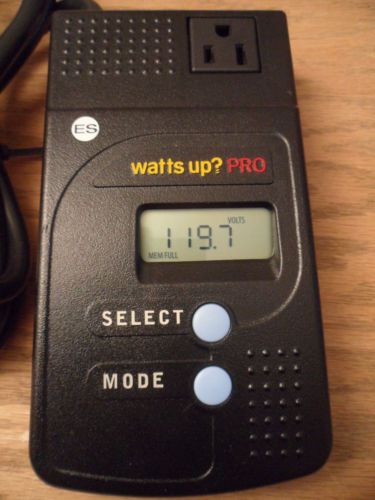 ES
watts up? PRO
VOLTS
119.7
MEM FULL
SELECT
MODE